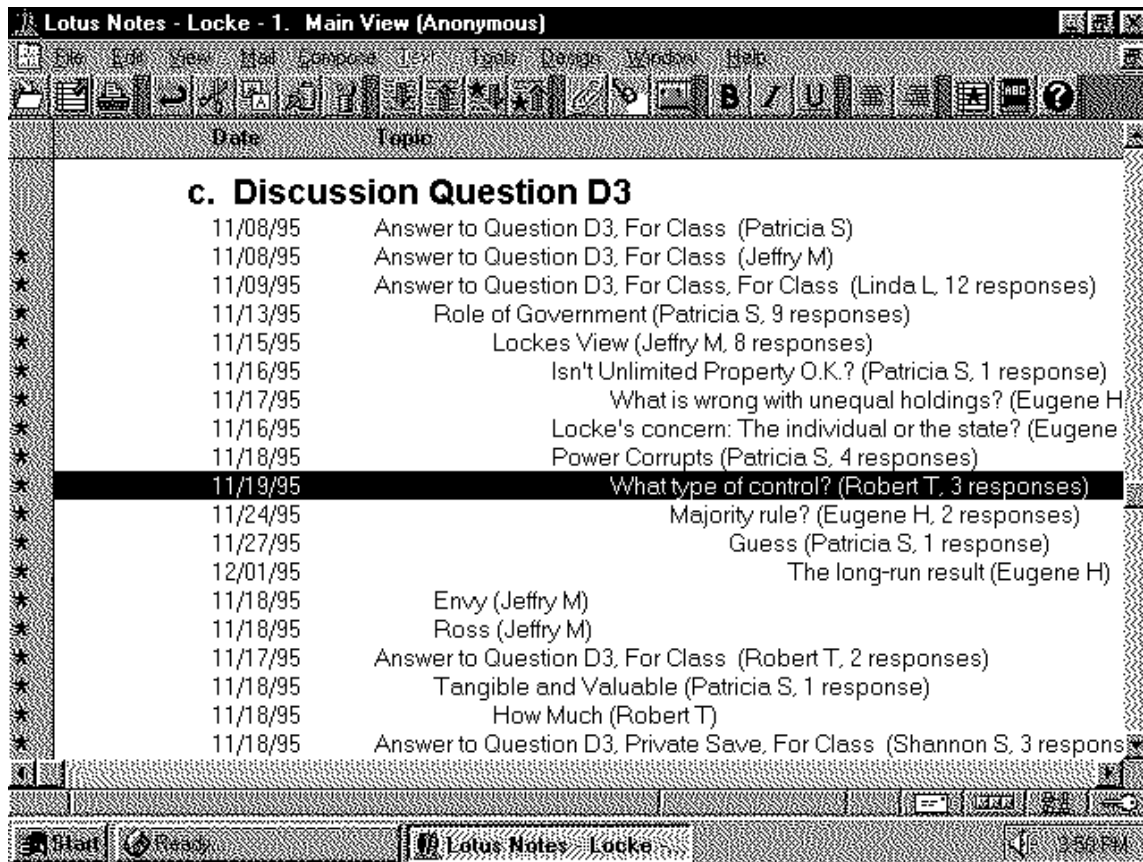 Lotus Notes - Locke - 1. Main View (Anonymous)
File Edit View Mail Compose Text Tools Design Window Help
B I U ABC ?
Date Topic
c. Discussion Question D3
11/08/95 Answer to Question D3, For Class (Patricia S)
11/08/95 Answer to Question D3, For Class (Jeffry M)
11/09/95 Answer to Question D3, For Class, For Class (Linda L, 12 responses)
11/13/95 Role of Government (Patricia S, 9 responses)
11/15/95 Lockes View (Jeffry M, 8 responses)
11/16/95 Isn't Unlimited Property O.K.? (Patricia S, 1 response)
11/17/95 What is wrong with unequal holdings? (Eugene H
11/16/95 Locke's concern: The individual or the state? (Eugene
11/18/95 Power Corrupts (Patricia S, 4 responses)
11/19/95 What type of control? (Robert T, 3 responses)
11/24/95 Majority rule? (Eugene H, 2 responses)
11/27/95 Guess (Patricia S, 1 response)
12/01/95 The long-run result (Eugene H)
11/18/95 Envy (Jeffry M)
11/18/95 Ross (Jeffry M)
11/17/95 Answer to Question D3, For Class (Robert T, 2 responses)
11/18/95 Tangible and Valuable (Patricia S, 1 response)
11/18/95 How Much (Robert T)
11/18/95 Answer to Question D3, Private Save, For Class (Shannon S, 3 respons
Start Lotus Notes - Locke - ... 3:56 PM